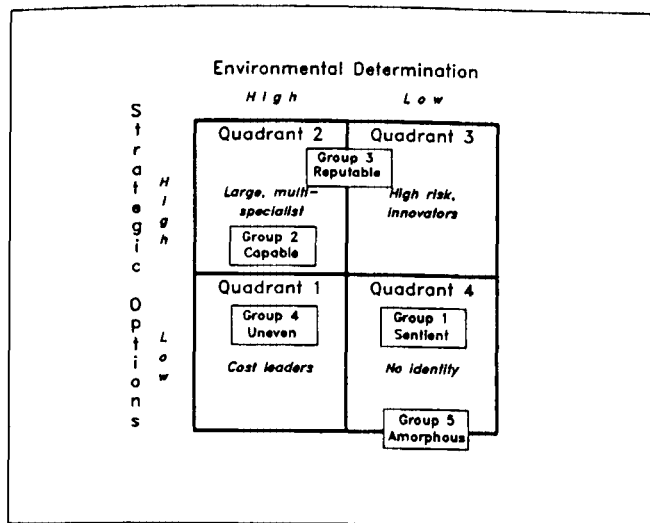 Environmental Determination
High Low
Strategic Options
High
Low
Quadrant 2 Quadrant 3
Group 3
Reputable
Large, multi-
specialist
High risk,
innovators
Group 2
Capable
Quadrant 1 Quadrant 4
Group 4
Uneven
Group 1
Sentient
Cost leaders No identity
Group 5
Amorphous